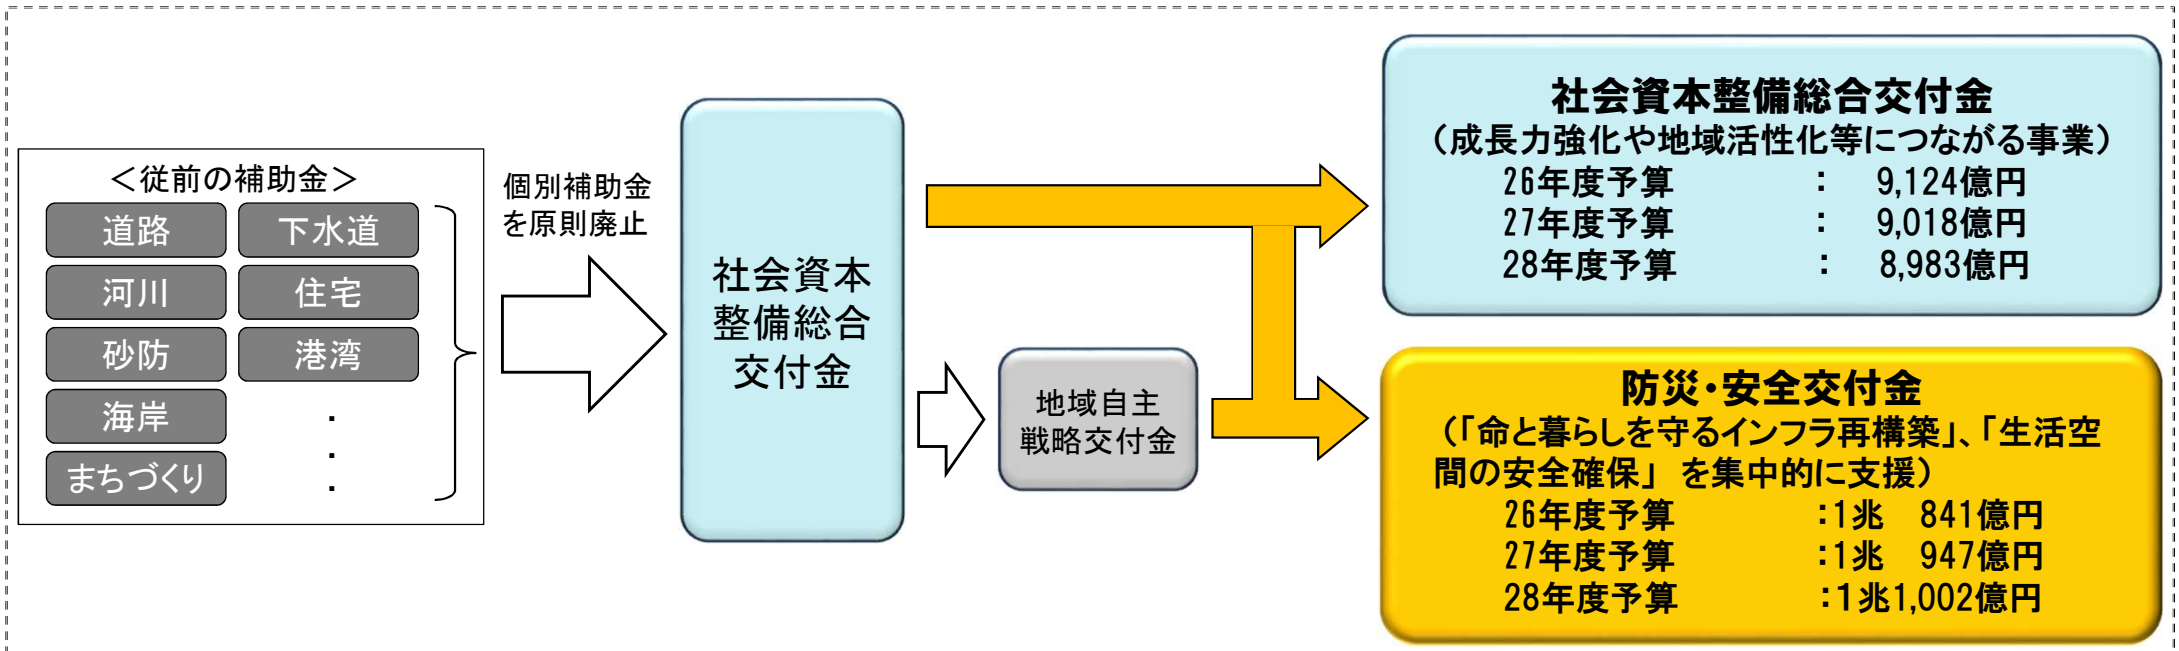 <従前の補助金>
道路
下水道
河川
住宅
砂防
港湾
海岸
まちづくり
・
・
・
個別補助金
を原則廃止
社会資本
整備総合
交付金
地域自主
戦略交付金
社会資本整備総合交付金
(成長力強化や地域活性化等につながる事業)
26年度予算 : 9,124億円
27年度予算 : 9,018億円
28年度予算 : 8,983億円
防災・安全交付金
(「命と暮らしを守るインフラ再構築」、「生活空
間の安全確保」 を集中的に支援)
26年度予算 :1兆 841億円
27年度予算 :1兆 947億円
28年度予算 :1兆1,002億円